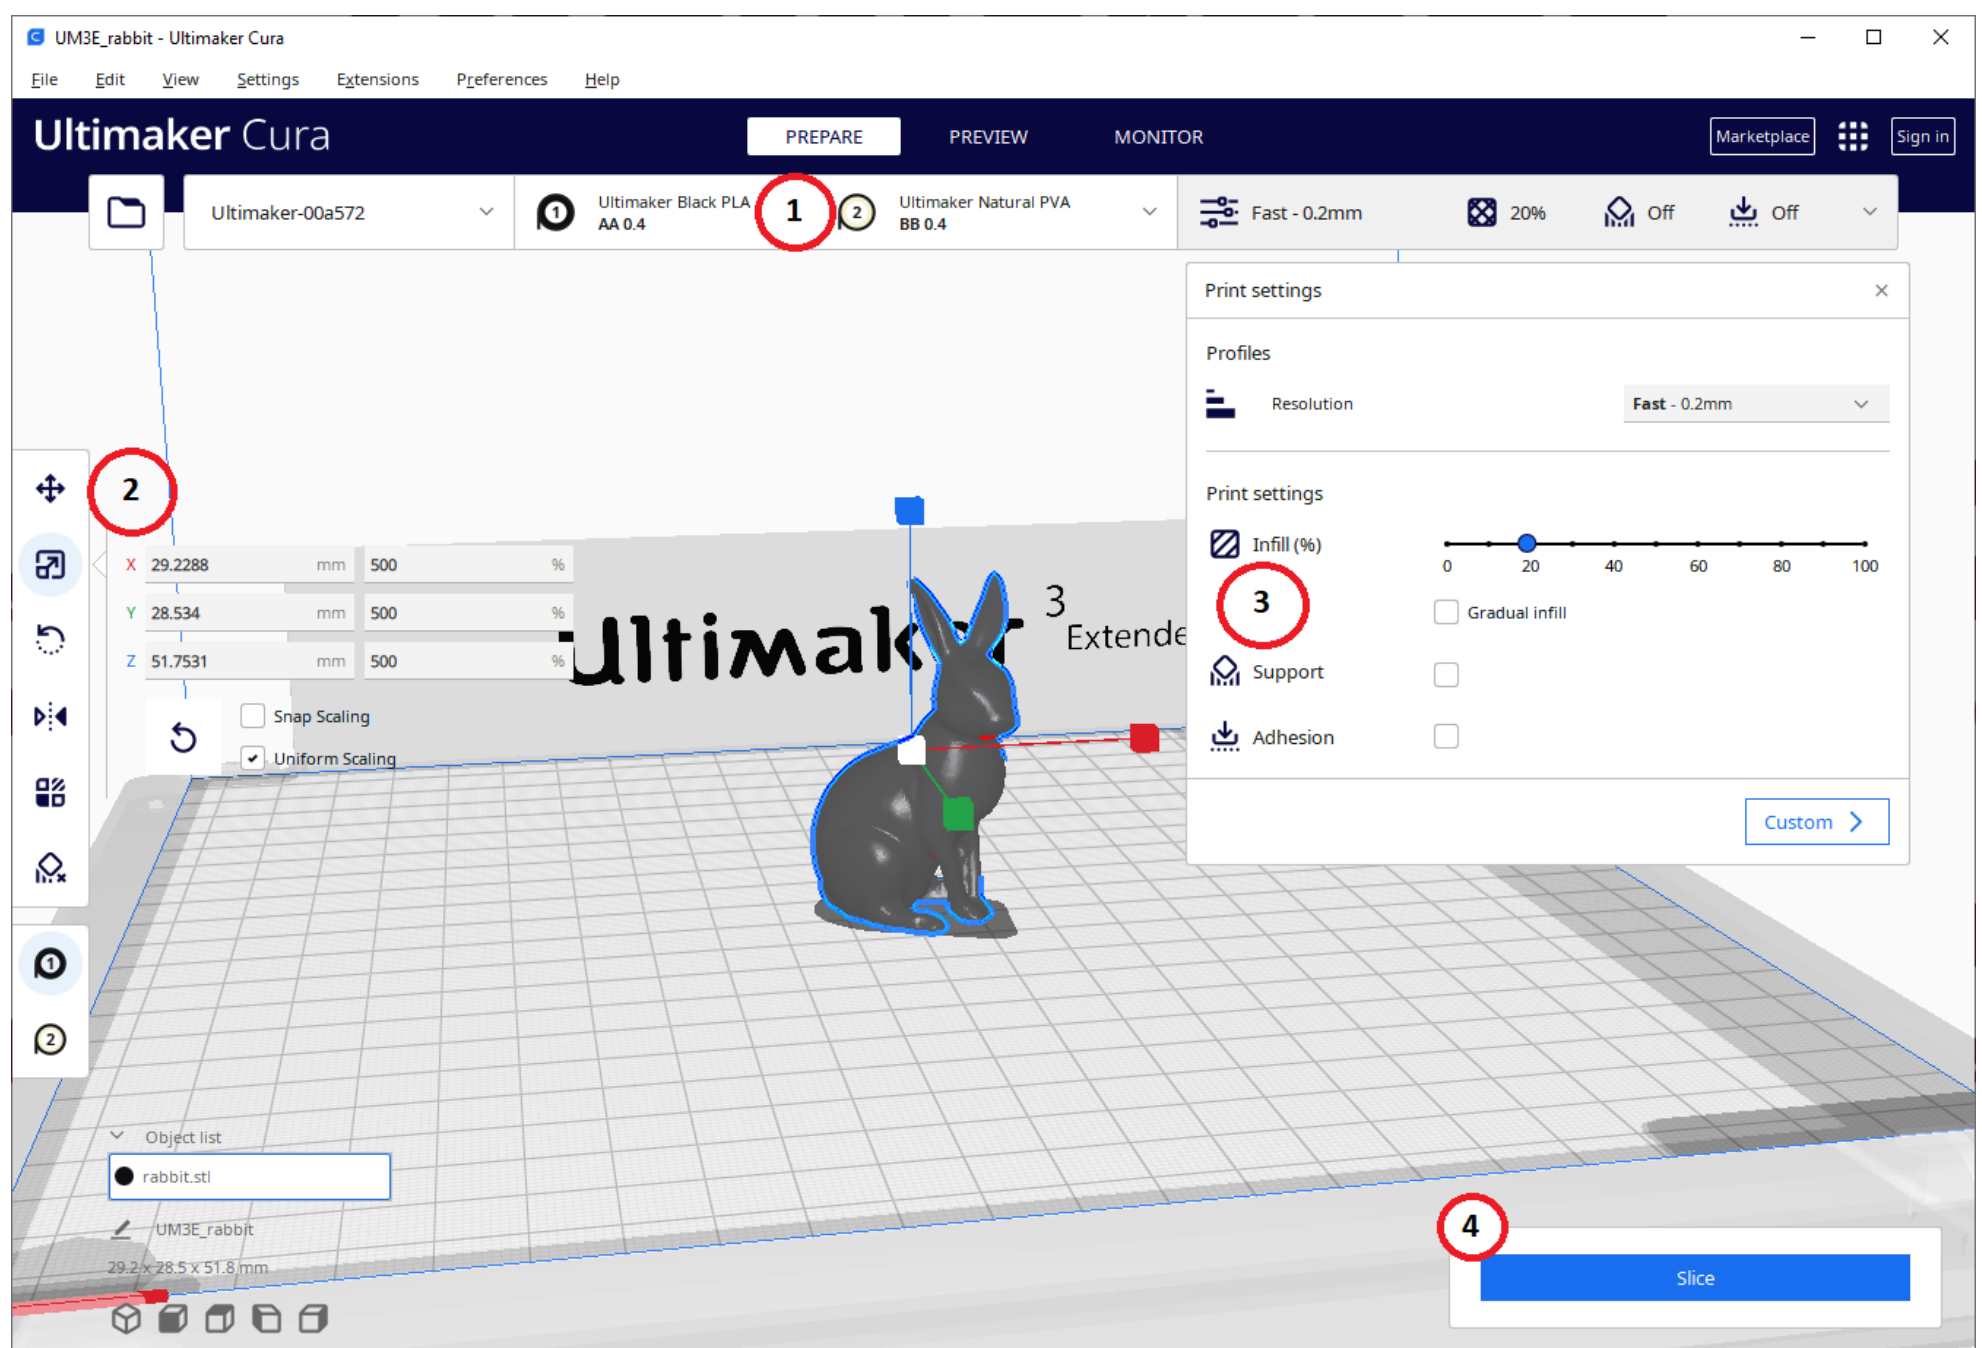 UM3E_rabbit - Ultimaker Cura
File Edit View Settings Extensions Preferences Help
Ultimaker Cura
PREPARE PREVIEW MONITOR
Marketplace Sign in
Ultimaker-00a572
1 Ultimaker Black PLA
AA 0.4
1
2 Ultimaker Natural PVA
BB 0.4
Fast - 0.2mm 20% Off Off
Print settings
Profiles
Resolution Fast - 0.2mm
Print settings
Infill (%)
0 20 40 60 80 100
3
Gradual infill
Support
Adhesion
Custom
2
X 29.2288 mm 500 %
Y 28.534 mm 500 %
Z 51.7531 mm 500 %
Snap Scaling
Uniform Scaling
Ultimaker 3
Extende
1
2
Object list
rabbit.stl
UM3E_rabbit
29.2 x 28.5 x 51.8 mm
4
Slice